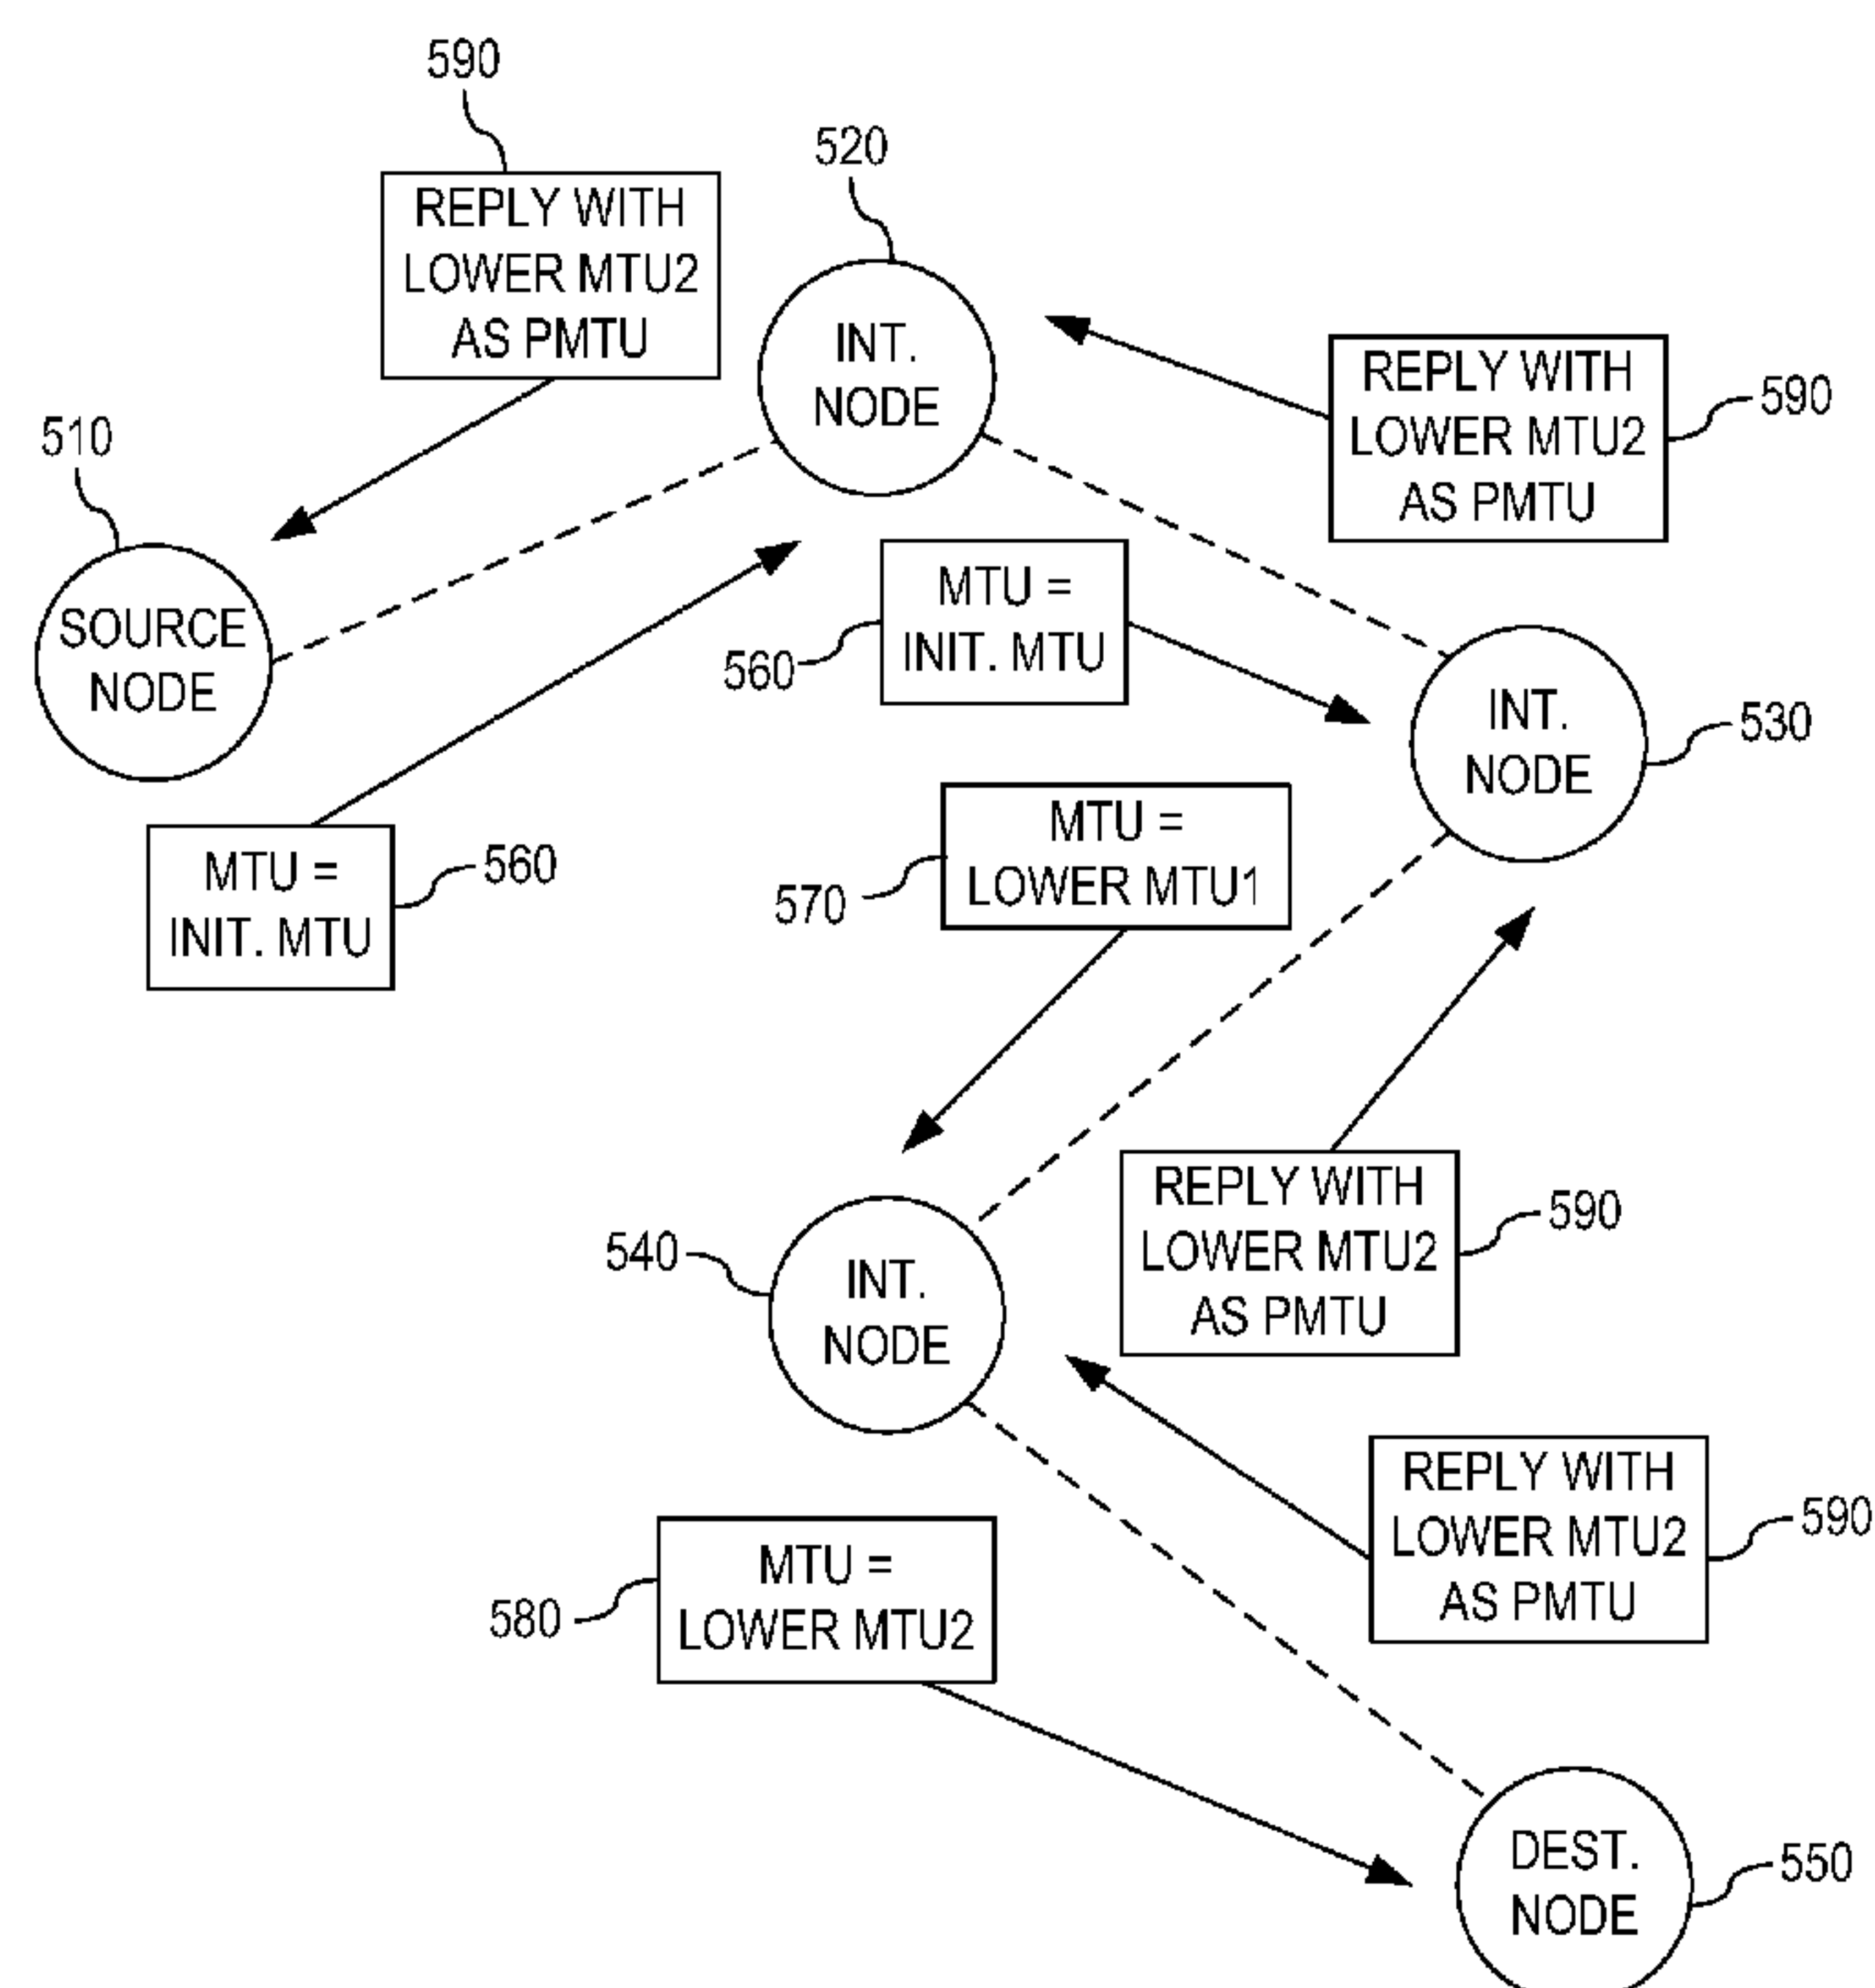 590
520
REPLY WITH
LOWER MTU2
AS PMTU
INT.
NODE
REPLY WITH
LOWER MTU2
AS PMTU
590
510
SOURCE
NODE
MTU =
INIT. MTU
560
INT.
NODE
530
MTU =
INIT. MTU
560
MTU =
LOWER MTU1
570
540
INT.
NODE
REPLY WITH
LOWER MTU2
AS PMTU
590
REPLY WITH
LOWER MTU2
AS PMTU
590
MTU =
LOWER MTU2
580
DEST.
NODE
550